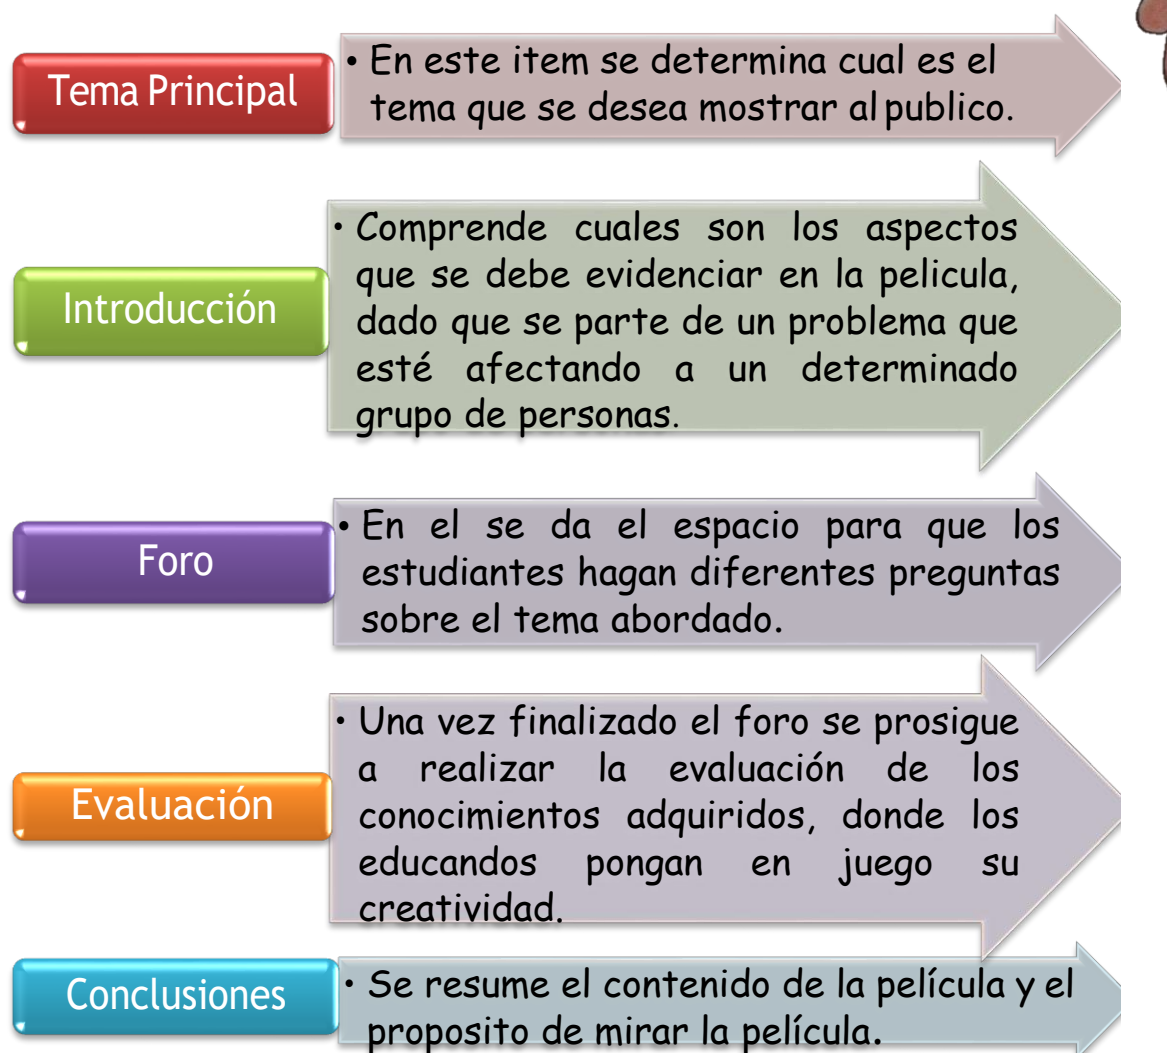 Tema Principal
• En este item se determina cual es el
tema que se desea mostrar al publico.
Introducción
• Comprende cuales son los aspectos
que se debe evidenciar en la pelicula,
dado que se parte de un problema que
esté afectando a un determinado
grupo de personas.
Foro
• En el se da el espacio para que los
estudiantes hagan diferentes preguntas
sobre el tema abordado.
Evaluación
• Una vez finalizado el foro se prosigue
a realizar la evaluación de los
conocimientos adquiridos, donde los
educandos pongan en juego su
creatividad.
Conclusiones
• Se resume el contenido de la película y el
proposito de mirar la película.